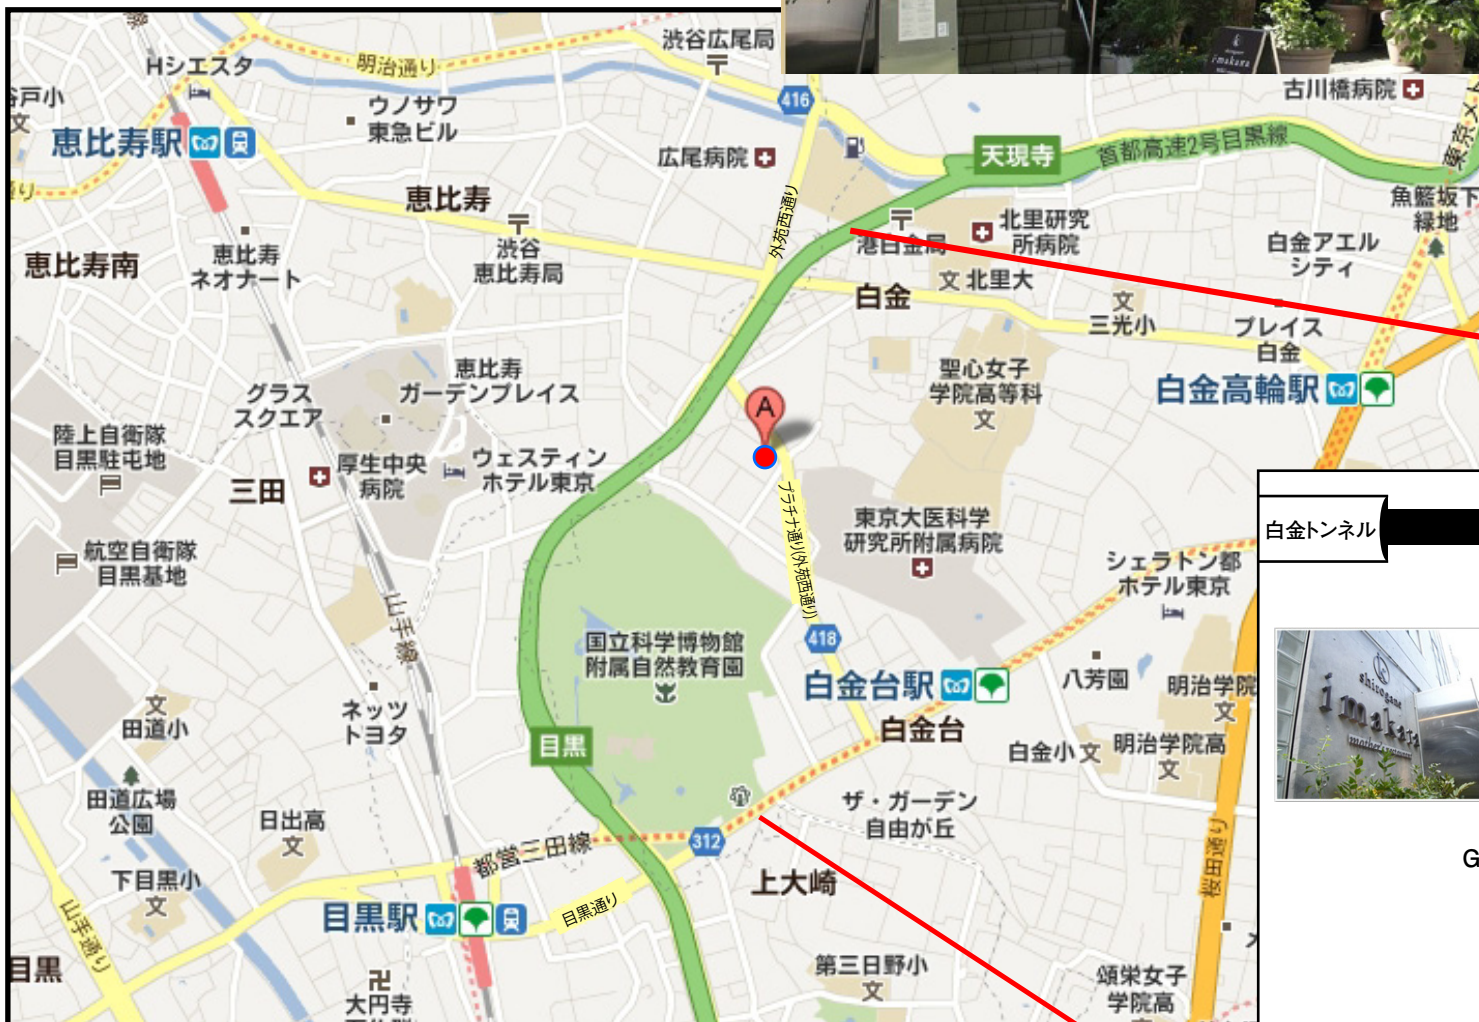 渋谷広尾局
Hシエスタ
明治通り
imakara
古川橋病院
谷戸小
文
ウノサワ
東急ビル
416
恵比寿駅
広尾病院
天現寺
首都高速2号目黒線
東京メト
通り
恵比寿
外苑西通り
魚籃坂下
緑地
渋谷
恵比寿局
港白金局
北里研究
所病院
白金アエル
シティ
恵比寿南
恵比寿
ネオナート
白金
文 北里大
文
三光小
プレイス
白金
恵比寿
ガーデンプレイス
聖心女子
学院高等科
文
白金高輪駅
グラス
スクエア
A
陸上自衛隊
目黒駐屯地
厚生中央
病院
ウェスティン
ホテル東京
三田
プラチナ通り(外苑西通り)
東京大医科学
研究所附属病院
白金トンネル
航空自衛隊
目黒基地
シェラトン都
ホテル東京
山手線
国立科学博物館
附属自然教育園
418
白金台駅
八芳園
明治学院
文
shirogane
imakara
文
田道小
ネッツ
トヨタ
目黒
白金台
白金小 文
明治学院高
文
田道広場
公園
日出高
文
ザ・ガーデン
自由が丘
312
都営三田線
桜田通り
G
下目黒小
文
上大崎
目黒駅
目黒通り
山手通り
目黒
卍
大円寺
第三日野小
文
頌栄女子
学院高